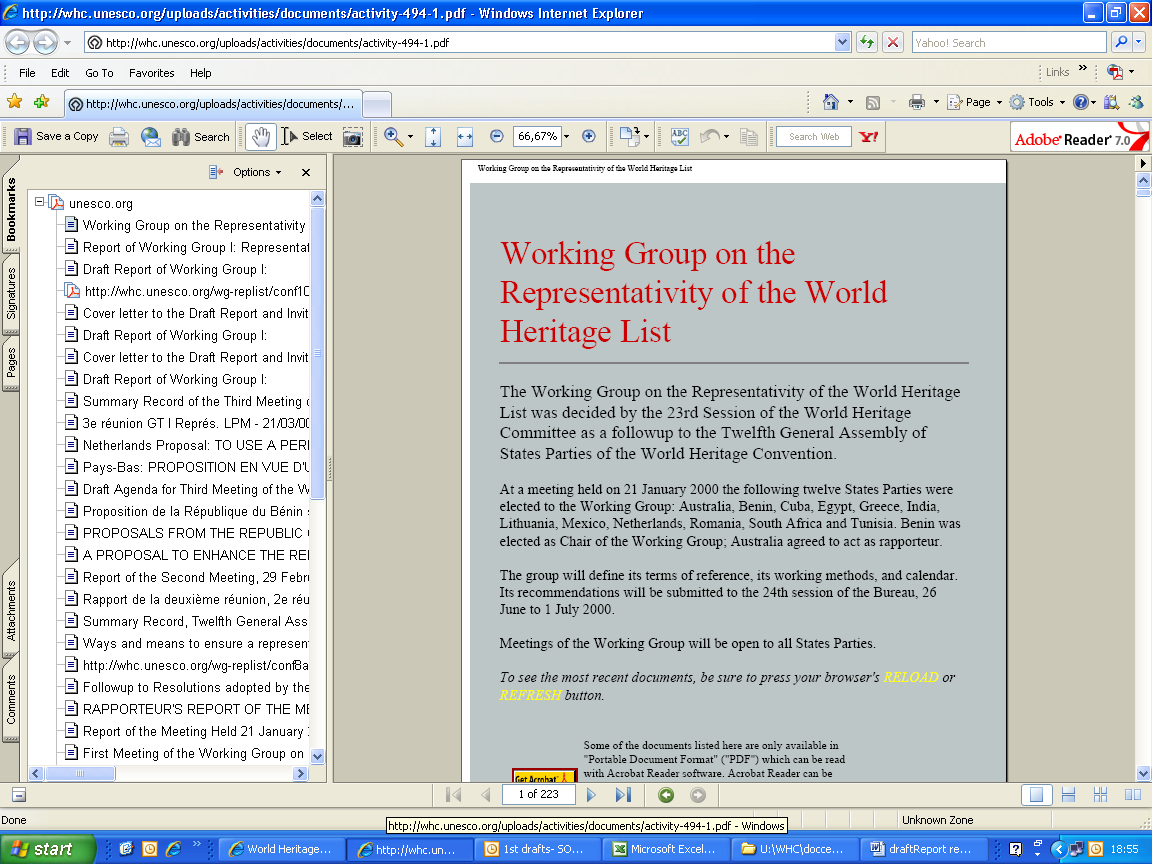 http://whc.unesco.org/uploads/activities/documents/activity-494-1.pdf - Windows Internet Explorer
http://whc.unesco.org/uploads/activities/documents/activity-494-1.pdf
Yahoo! Search
File Edit Go To Favorites Help
Links »
http://whc.unesco.org/uploads/activities/documents/...
Page Tools
Save a Copy Search Select 66,67% Search Web Y! Adobe Reader 7.0
Options
Bookmarks
Signatures
Pages
Attachments
Comments
unesco.org
Working Group on the Representativity
Report of Working Group I: Representat
Draft Report of Working Group I:
http://whc.unesco.org/wg-replist/conf1
Cover letter to the Draft Report and Invit
Draft Report of Working Group I:
Cover letter to the Draft Report and Invit
Draft Report of Working Group I:
Summary Record of the Third Meeting
3e réunion GT I Représ. LPM - 21/03/00
Netherlands Proposal: TO USE A PERI
Pays-Bas: PROPOSITION EN VUE D'U
Draft Agenda for Third Meeting of the W
Proposition de la République du Bénin
PROPOSALS FROM THE REPUBLIC
A PROPOSAL TO ENHANCE THE REI
Report of the Second Meeting, 29 Febru
Rapport de la deuxième réunion, 2e réu
Summary Record, Twelfth General Ass
Ways and means to ensure a represen
http://whc.unesco.org/wg-replist/conf8a
Followup to Resolutions adopted by the
RAPPORTEUR'S REPORT OF THE ME
Report of the Meeting Held 21 January
First Meeting of the Working Group on
Working Group on the Representativity of the World Heritage List
Working Group on the
Representativity of the World
Heritage List
The Working Group on the Representativity of the World Heritage
List was decided by the 23rd Session of the World Heritage
Committee as a followup to the Twelfth General Assembly of
States Parties of the World Heritage Convention.
At a meeting held on 21 January 2000 the following twelve States Parties were
elected to the Working Group: Australia, Benin, Cuba, Egypt, Greece, India,
Lithuania, Mexico, Netherlands, Romania, South Africa and Tunisia. Benin was
elected as Chair of the Working Group; Australia agreed to act as rapporteur.
The group will define its terms of reference, its working methods, and calendar.
Its recommendations will be submitted to the 24th session of the Bureau, 26
June to 1 July 2000.
Meetings of the Working Group will be open to all States Parties.
To see the most recent documents, be sure to press your browser's RELOAD or
REFRESH button.
Some of the documents listed here are only available in
"Portable Document Format" ("PDF") which can be read
with Acrobat Reader software. Acrobat Reader can be
Get Acrobat
1 of 223
Done
Unknown Zone
http://whc.unesco.org/uploads/activities/documents/activity-494-1.pdf - Windows
start
World Heritage...
http://whc.un...
1st drafts- SO...
Microsoft Excel...
U:\WHC\docce...
draftReport re...
18:55